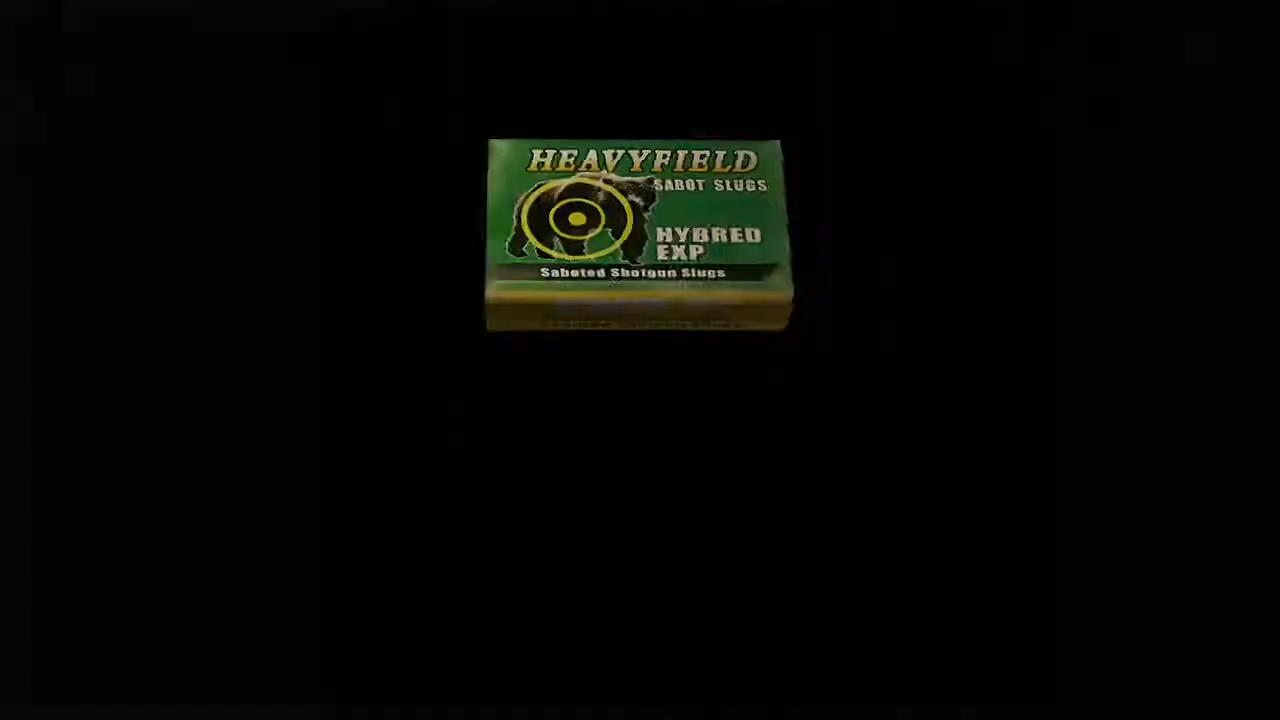 HEAVYFIELD
SABOT SLUGS
HYBRED
EXP
Saboted Shotgun Slugs